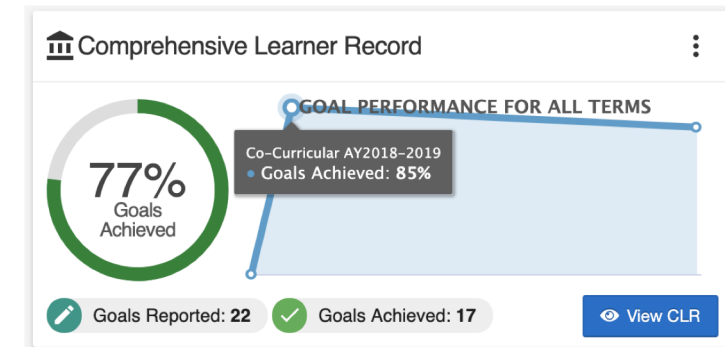 Comprehensive Learner Record
GOAL PERFORMANCE FOR ALL TERMS
Co-Curricular AY2018-2019
Goals Achieved: 85%
77%
Goals
Achieved
Goals Reported: 22
Goals Achieved: 17
View CLR